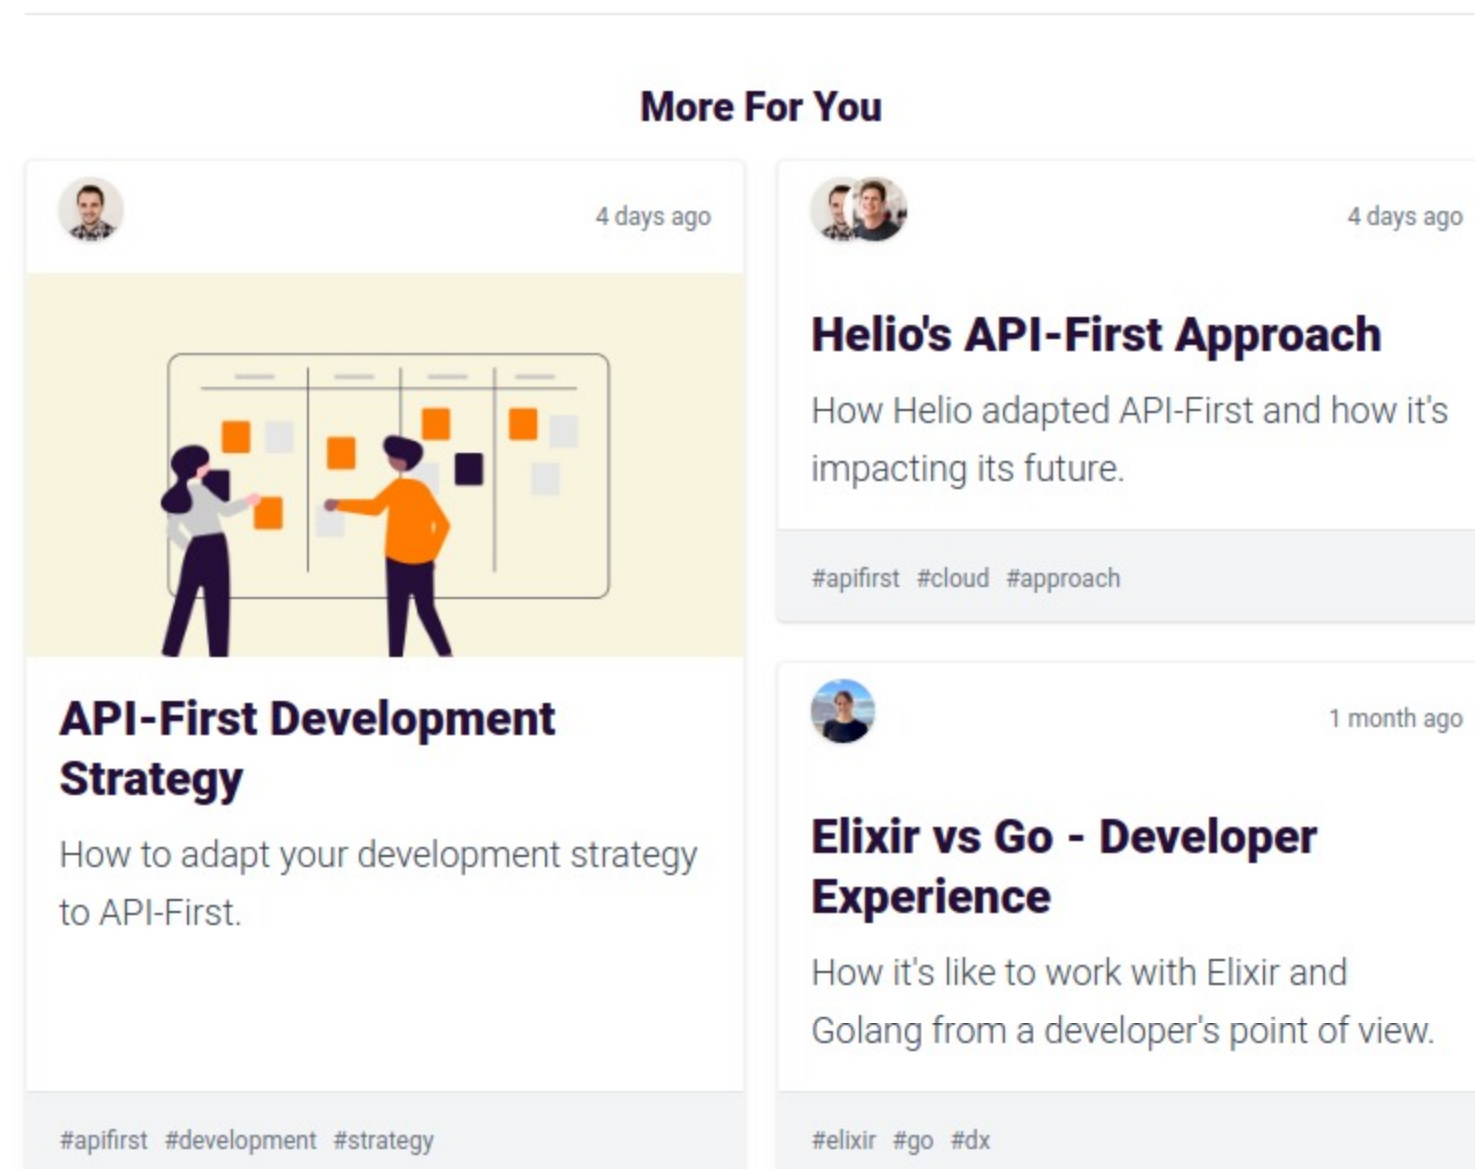 More For You
4 days ago
API-First Development
Strategy
How to adapt your development strategy
to API-First.
#apifirst #development #strategy
4 days ago
Helio's API-First Approach
How Helio adapted API-First and how it's
impacting its future.
#apifirst #cloud #approach
1 month ago
Elixir vs Go - Developer
Experience
How it's like to work with Elixir and
Golang from a developer's point of view.
#elixir #go #dx